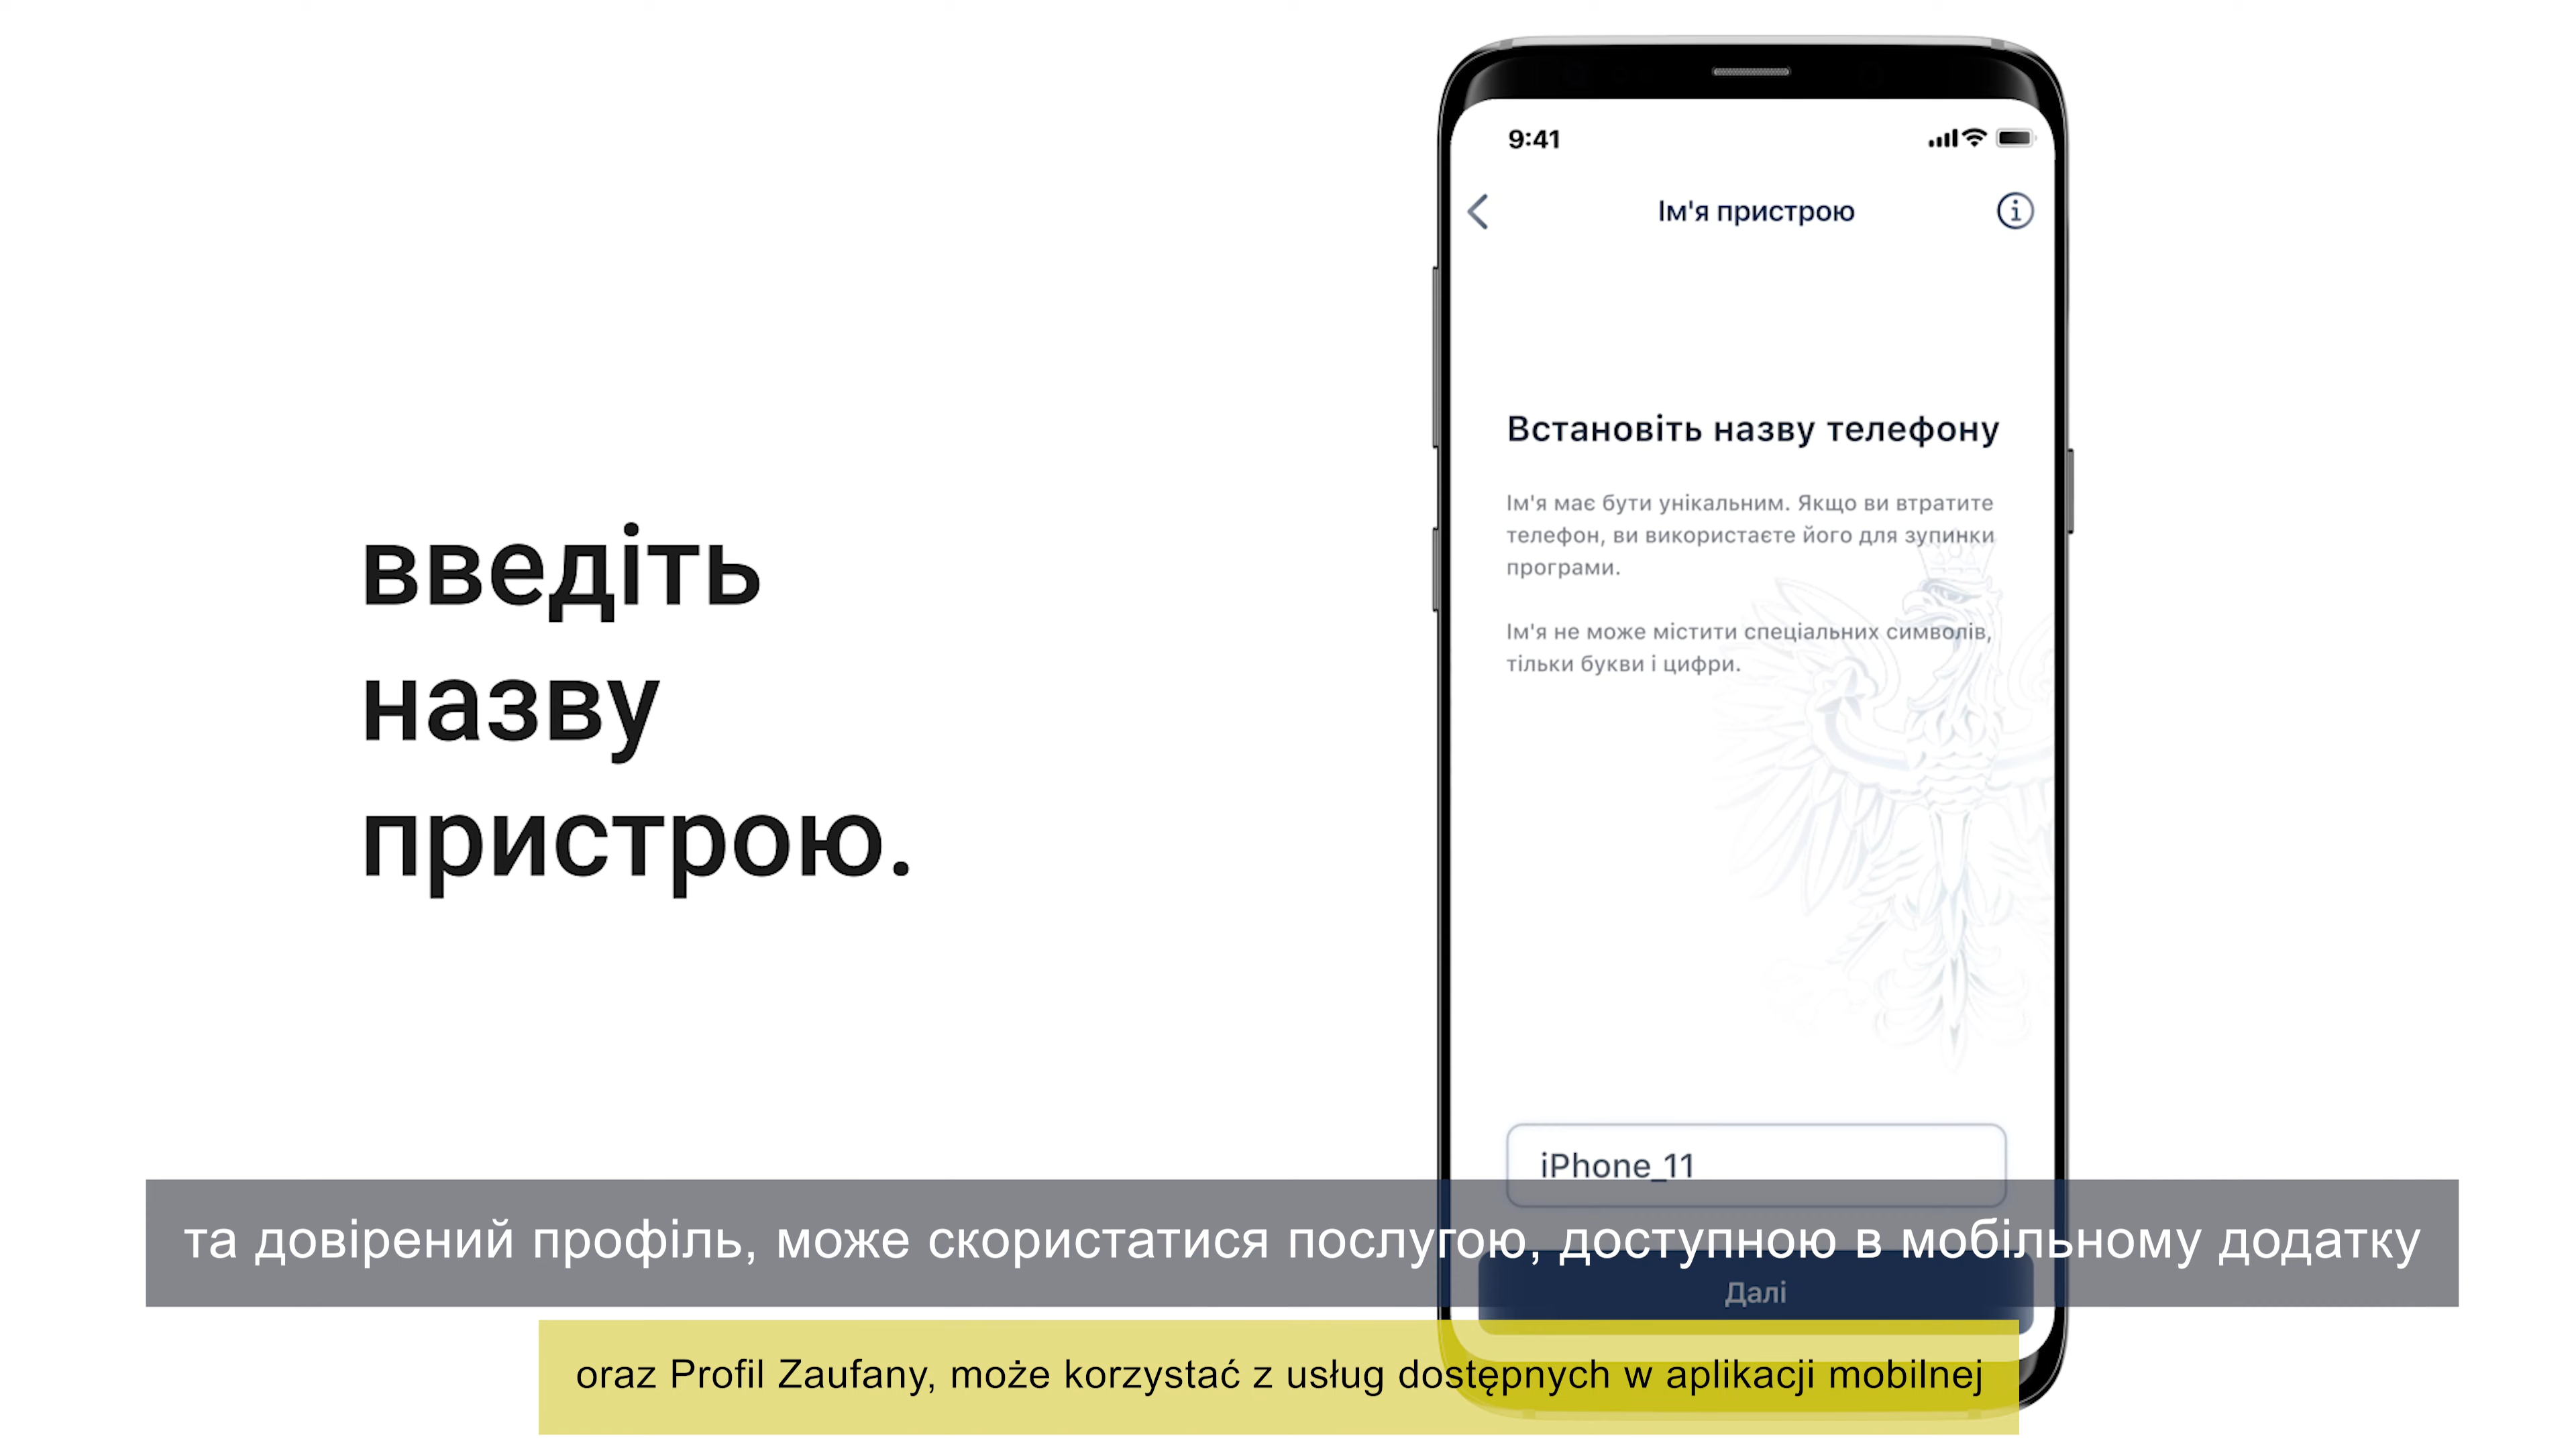 введіть
назву
пристрою.
9:41
Ім'я пристрою
Встановіть назву телефону
Ім'я має бути унікальним. Якщо ви втратите
телефон, ви використаєте його для зупинки
програми.
Ім'я не може містити спеціальних символів,
тільки букви і цифри.
iPhone_11
та довірений профіль, може скористатися послугою, доступною в мобільному додатку
Далі
oraz Profil Zaufany, może korzystać z usług dostępnych w aplikacji mobilnej